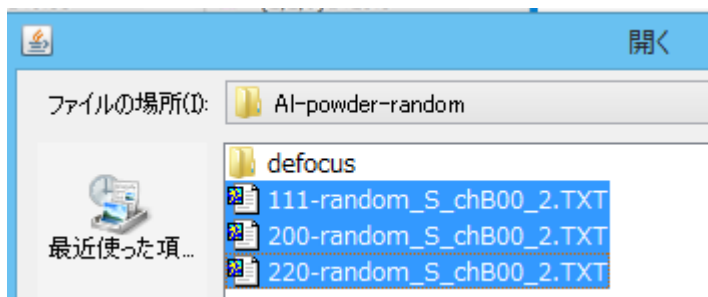 開く
ファイルの場所(I):
Al-powder-random
defocus
111-random_S_chB00_2.TXT
200-random_S_chB00_2.TXT
220-random_S_chB00_2.TXT
最近使った項...